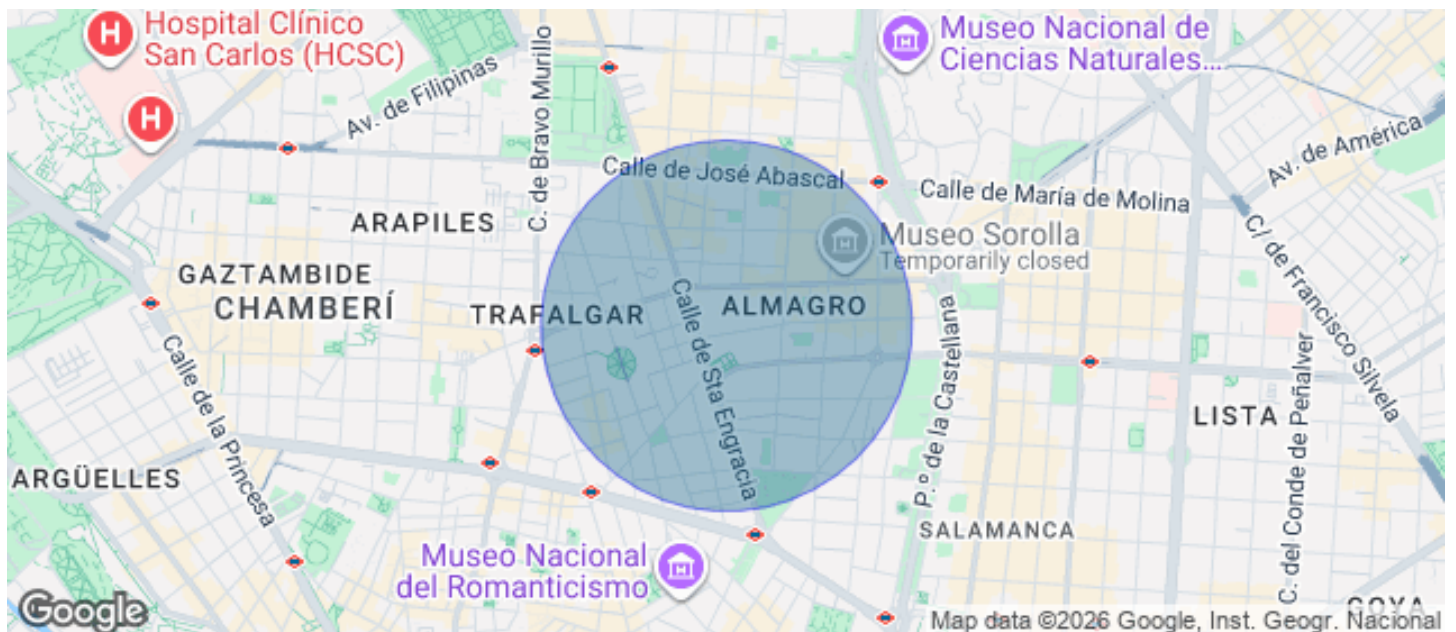 Hospital Clínico
San Carlos (HCSC)
H
H
Av. de Filipinas
C. de Bravo Murillo
Museo Nacional de
Ciencias Naturales...
Av. de América
Calle de José Abascal
Calle de María de Molina
ARAPILES
Museo Sorolla
Temporarily closed
C/ de Francisco Silvela
GAZTAMBIDE
CHAMBERÍ
TRAFALGAR
Calle de Sta Engracia
ALMAGRO
P.º de la Castellana
Calle de la Princesa
C. del Conde de Peñalver
LISTA
ARGÜELLES
SALAMANCA
Museo Nacional
del Romanticismo
GOYA
Google
Map data ©2026 Google, Inst. Geogr. Nacional